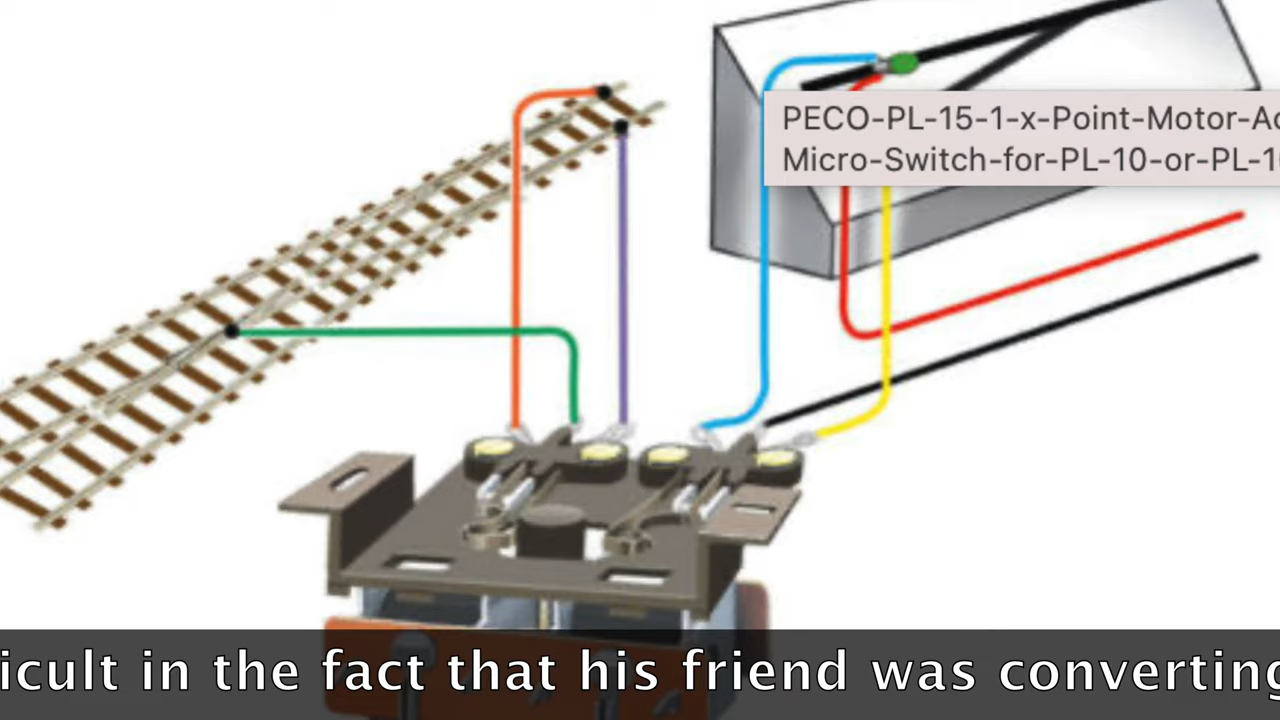 PECO-PL-15-1-x-Point-Motor-A
Micro-Switch-for-PL-10-or-PL-1
icult in the fact that his friend was converting